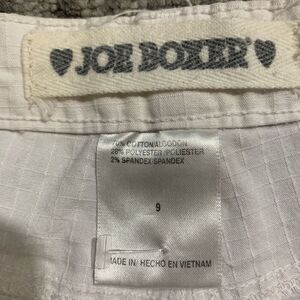 ♥JOE BOXER®♥
70% COTTON/ALGODON
28% POLYESTER/POLIESTER
2% SPANDEX/SPANDEX
9
MADE IN/ HECHO EN VIETNAM